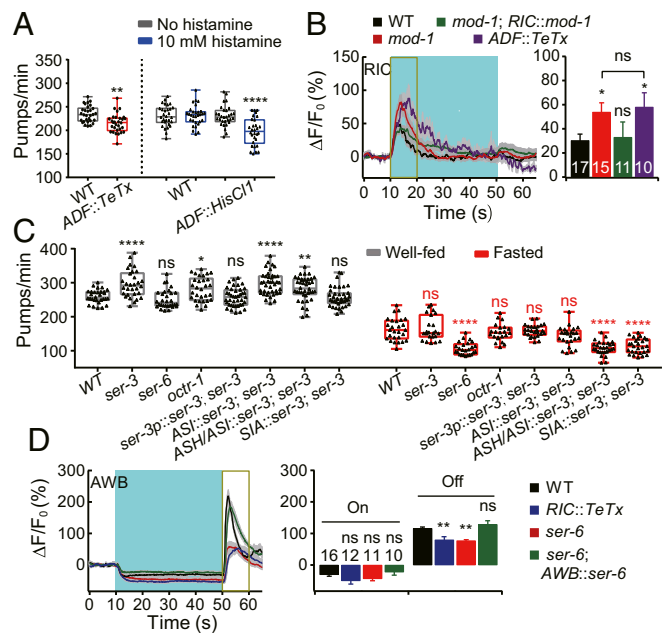 A
No histamine
10 mM histamine
Pumps/min
300
250
200
150
100
**
****
WT
ADF::TeTx
WT
ADF::HisCl1
B
WT
mod-1; RIC::mod-1
mod-1
ADF::TeTx
RIC
ΔF/F0 (%)
150
100
50
0
-50
0 10 20 30 40 50 60
Time (s)
100
80
60
40
20
0
ns
*
ns
*
17 15 11 10
C
Well-fed
Fasted
Pumps/min
400
300
200
100
****
ns
*
ns
****
**
ns
ns
****
ns
ns
ns
****
****
WT
ser-3
ser-6
octr-1
ser-3p::ser-3; ser-3
ASI::ser-3; ser-3
ASH/ASI::ser-3; ser-3
SIA::ser-3; ser-3
WT
ser-3
ser-6
octr-1
ser-3p::ser-3; ser-3
ASI::ser-3; ser-3
ASH/ASI::ser-3; ser-3
SIA::ser-3; ser-3
D
AWB
ΔF/F0 (%)
300
200
100
0
-100
0 10 20 30 40 50 60
Time (s)
300
200
100
0
-100
On
ns ns ns
16 12 11 10
Off
** **
ns
WT
RIC::TeTx
ser-6
ser-6;
AWB::ser-6